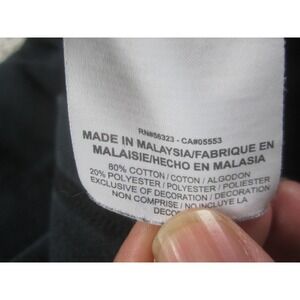 RN#56323 - CA#05553
MADE IN MALAYSIA/FABRIQUE EN
MALAISIE/HECHO EN MALASIA
80% COTTON / COTON / ALGODON
20% POLYESTER / POLYESTER / POLIESTER
EXCLUSIVE OF DECORATION / DECORATION
NON COMPRISE / NO INCLUYE LA